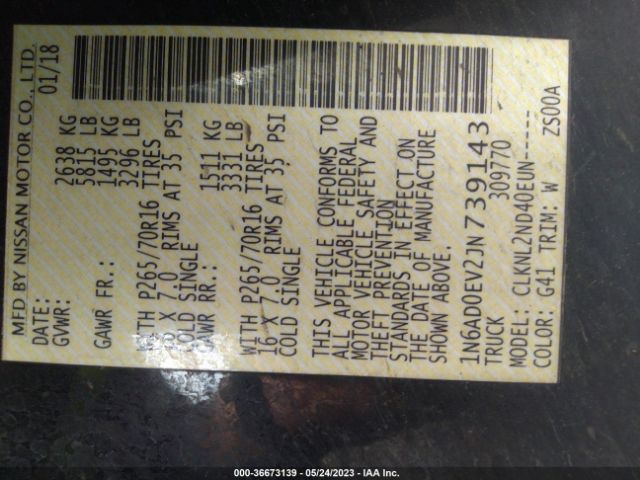 MFD BY NISSAN MOTOR CO., LTD.
DATE: 01/18
GVWR: 2638 KG
5815 LB
GAWR FR.: 1495 KG
3296 LB
WITH P265/70R16 TIRES
16 X 7.0 RIMS AT 35 PSI
COLD SINGLE
GAWR RR.: 1511 KG
3331 LB
WITH P265/70R16 TIRES
16 X 7.0 RIMS AT 35 PSI
COLD SINGLE
THIS VEHICLE CONFORMS TO
ALL APPLICABLE FEDERAL
MOTOR VEHICLE SAFETY AND
THEFT PREVENTION
STANDARDS IN EFFECT ON
THE DATE OF MANUFACTURE
SHOWN ABOVE.
1N6AD0EV2JN739143
TRUCK 309770
MODEL: CLKNL2ND40EUN-----
COLOR: G41 TRIM: W ZS00A
000-36673139 - 05/24/2023 - IAA Inc.